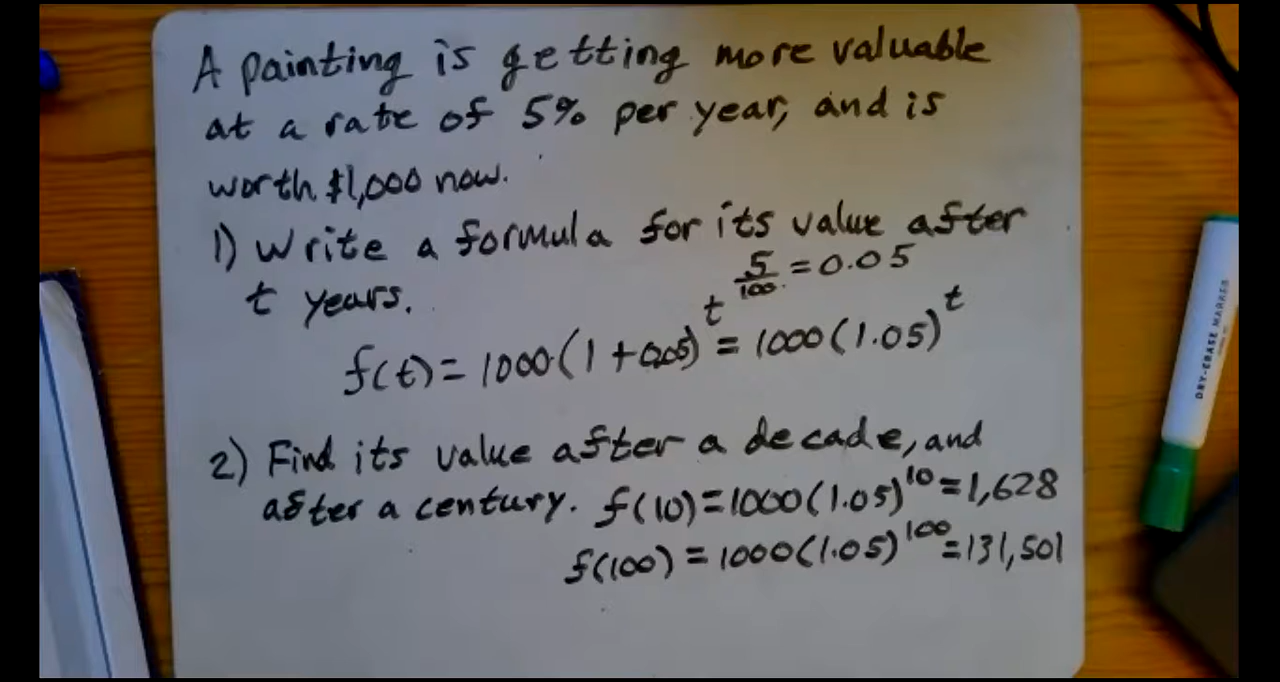 A painting is getting more valuable
at a rate of 5% per year, and is
worth $1,000 now.
1) Write a formula for its value after
t years.
5/100 = 0.05
f(t) = 1000(1+0.05)^t = 1000(1.05)^t
2) Find its value after a decade, and
after a century. f(10) = 1000(1.05)^10 = 1,628
f(100) = 1000(1.05)^100 = 131,501
DRY-ERASE MARKER